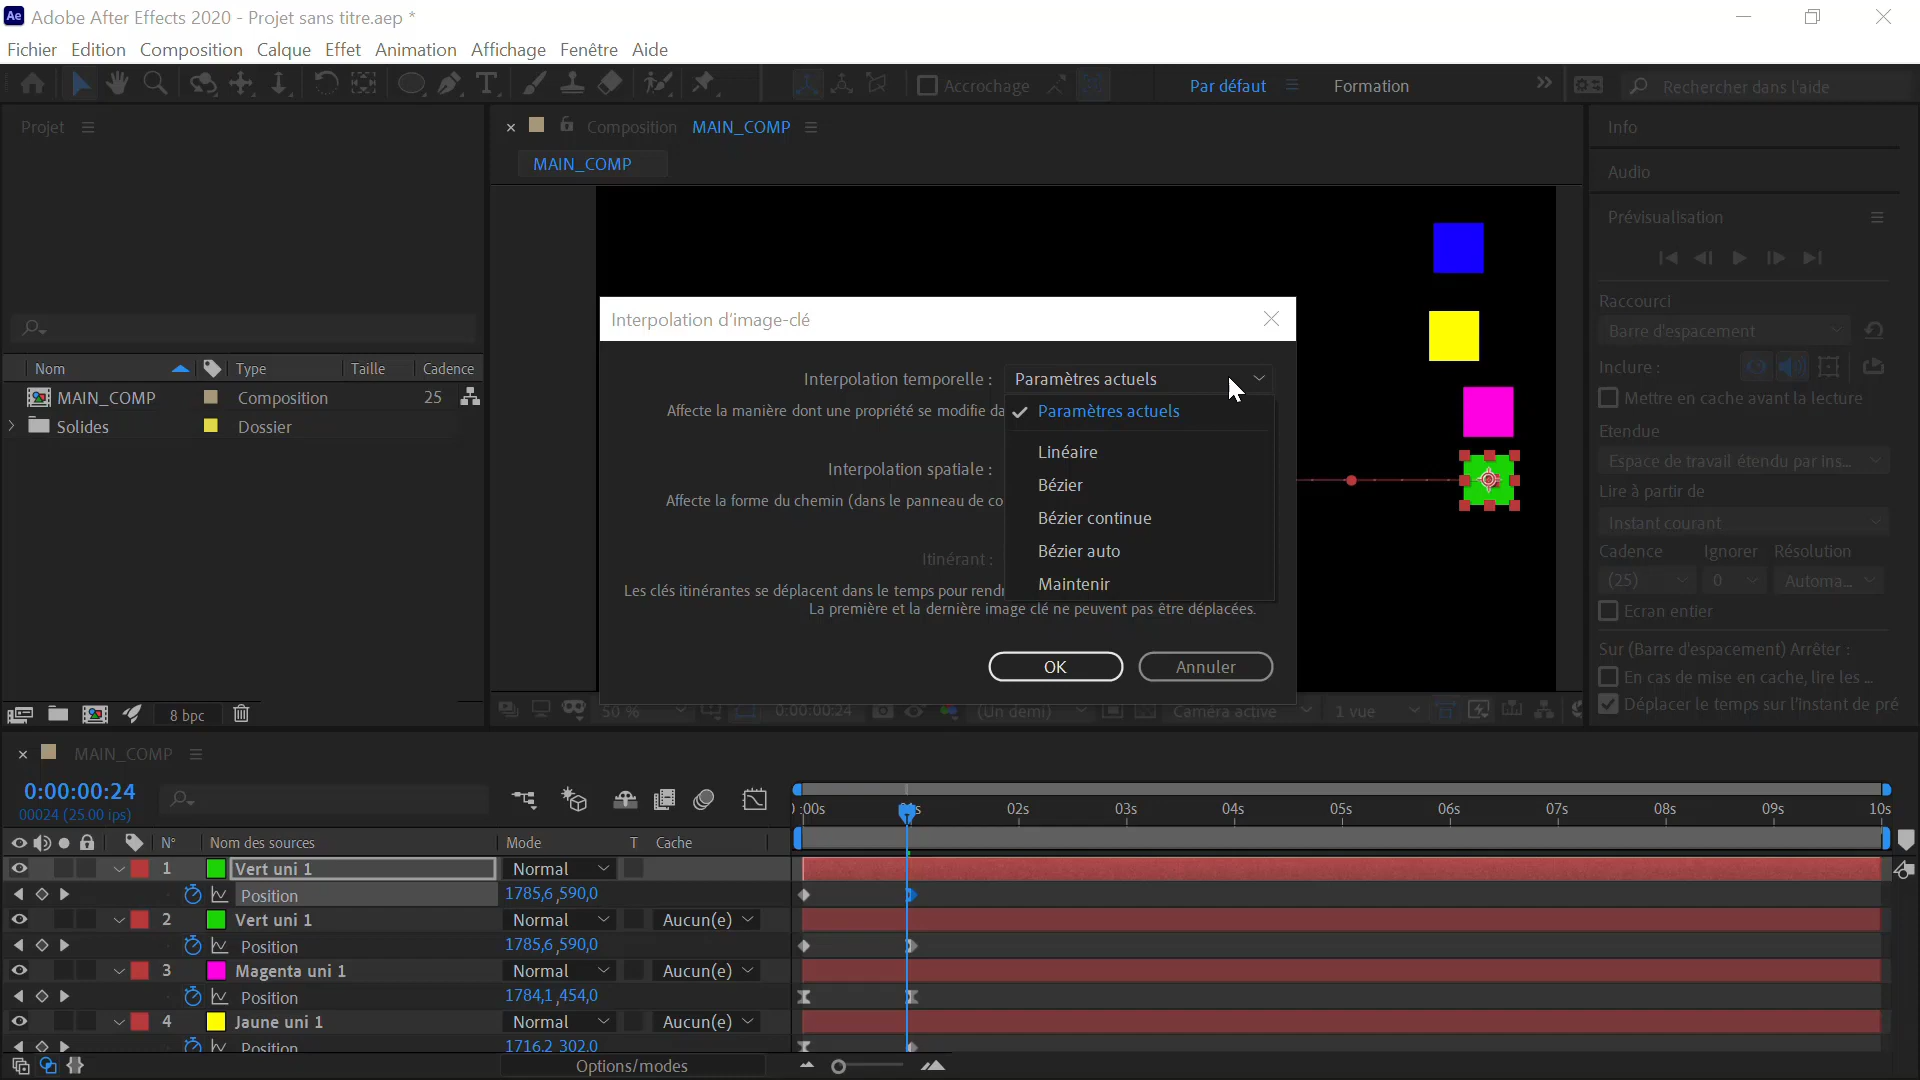 Ae Adobe After Effects 2020 - Projet sans titre.aep *
Fichier Edition Composition Calque Effet Animation Affichage Fenêtre Aide
Accrochage Par défaut Formation Rechercher dans l'aide
Projet
Composition MAIN_COMP
MAIN_COMP
Nom Type Taille Cadence
MAIN_COMP Composition 25
Solides Dossier
8 bpc
Interpolation d'image-clé
Interpolation temporelle : Paramètres actuels
Affecte la manière dont une propriété se modifie da
Paramètres actuels
Linéaire
Interpolation spatiale :
Bézier
Affecte la forme du chemin (dans le panneau de co
Bézier continue
Bézier auto
Itinérant :
Maintenir
Les clés itinérantes se déplacent dans le temps pour rendr
La première et la dernière image clé ne peuvent pas être déplacées.
OK Annuler
50 % 0:00:00:24 (Un demi) Caméra active 1 vue
Info
Audio
Prévisualisation
Raccourci
Barre d'espacement
Inclure :
Mettre en cache avant la lecture
Etendue
Espace de travail étendu par ins...
Lire à partir de
Instant courant
Cadence Ignorer Résolution
(25) 0 Automa...
Ecran entier
Sur (Barre d'espacement) Arrêter :
En cas de mise en cache, lire les ...
Déplacer le temps sur l'instant de pré
MAIN_COMP
0:00:00:24
00024 (25.00 ips)
:00s 02s 03s 04s 05s 06s 07s 08s 09s 10s
N° Nom des sources Mode T Cache
1 Vert uni 1 Normal
Position 1785,6 ,590,0
2 Vert uni 1 Normal Aucun(e)
Position 1785,6 ,590,0
3 Magenta uni 1 Normal Aucun(e)
Position 1784,1 ,454,0
4 Jaune uni 1 Normal Aucun(e)
Position 1716,2 302,0
Options/modes